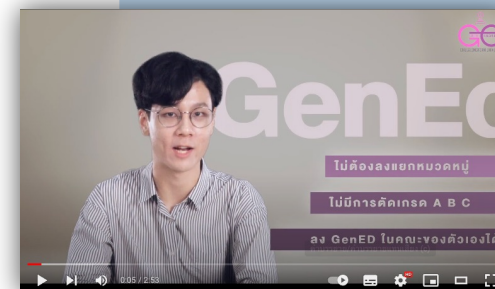 GenEd
ไม่ต้องลงแยกหมวดหมู่
ไม่มีการตัดเกรด A B C
ลง GenED ในคณะของตัวเองได้
0:05 / 2:53
HD